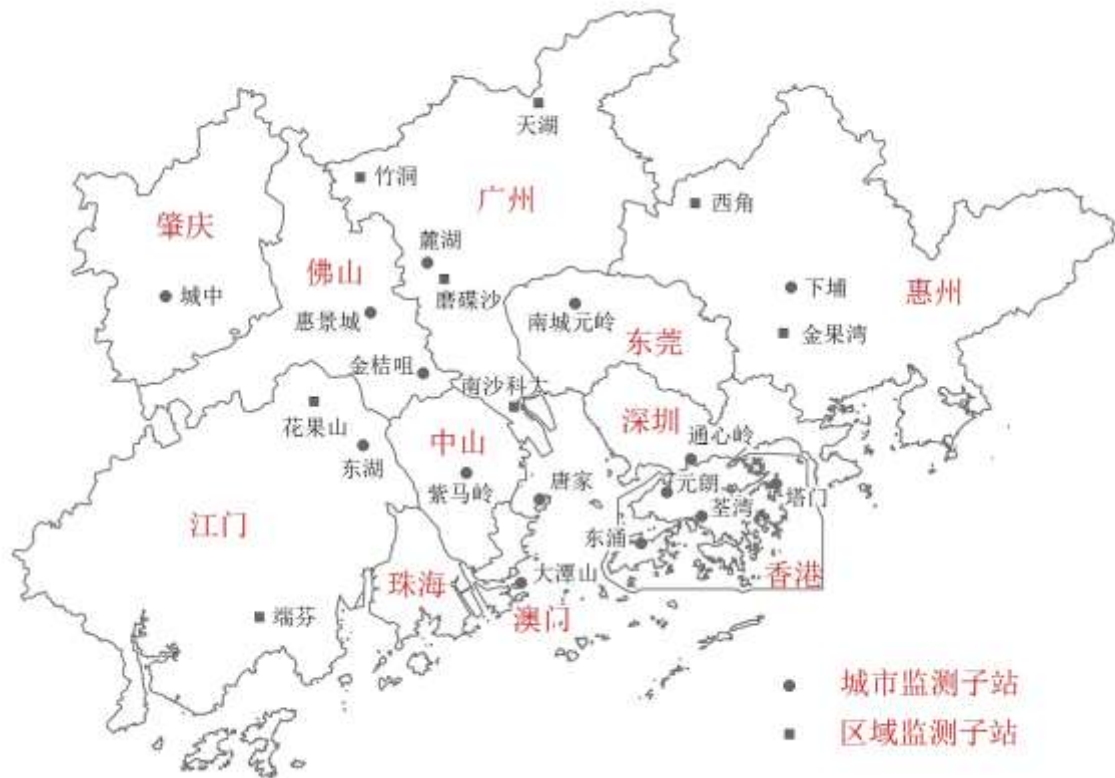 天湖
竹洞
广州
西角
肇庆
麓湖
佛山
磨碟沙
下埔
惠州
城中
惠景城
南城元岭
东莞
金果湾
金桔咀
南沙科大
花果山
深圳
东湖
中山
通心岭
紫马岭
唐家
元朗
塔门
荃湾
江门
东涌
珠海
大潭山
香港
端芬
澳门
城市监测子站
区域监测子站